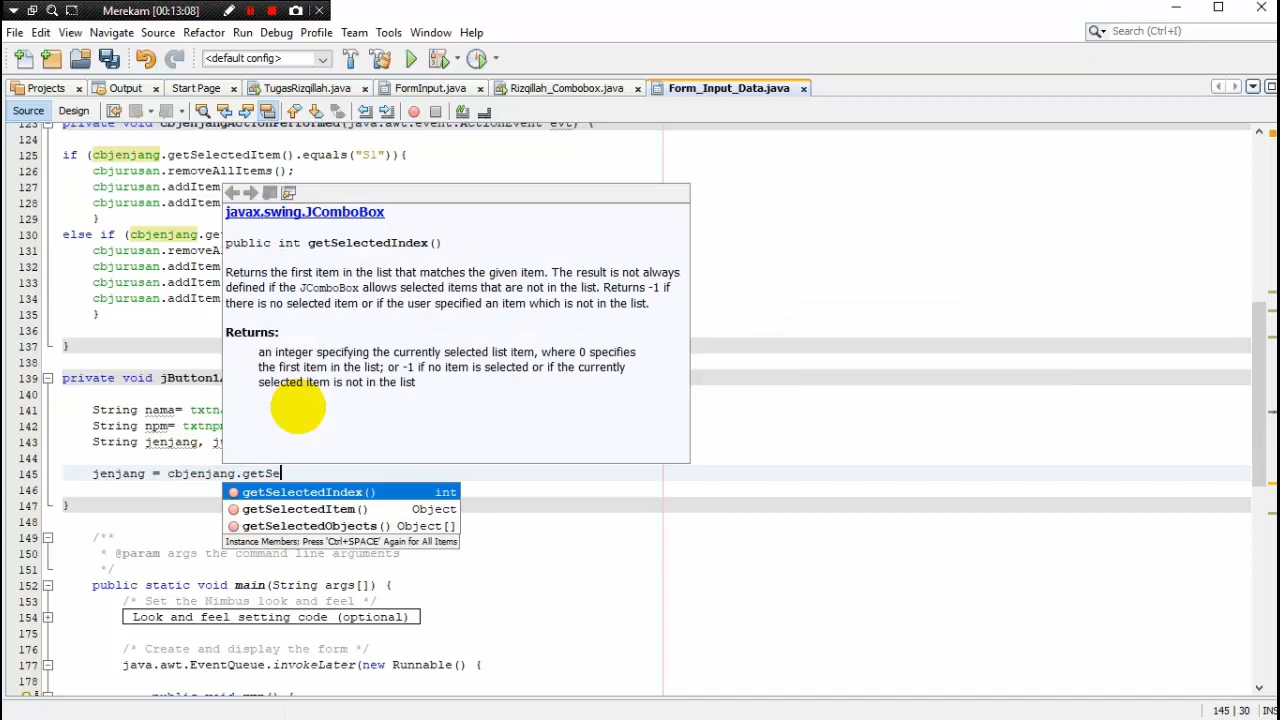 Merekam [00:13:08]
File Edit View Navigate Source Refactor Run Debug Profile Team Tools Window Help
Search (Ctrl+I)
<default config>
Projects Output Start Page TugasRizqillah.java FormInput.java Rizqillah_Combobox.java Form_Input_Data.java
Source Design
123 private void cbjenjangActionPerformed(java.awt.event.ActionEvent evt) {
124
125 if (cbjenjang.getSelectedItem().equals("S1")){
126 cbjurusan.removeAllItems();
127 cbjurusan.addItem
128 cbjurusan.addItem
129 }
130 else if (cbjenjang.ge
131 cbjurusan.removeA
132 cbjurusan.addItem
133 cbjurusan.addItem
134 cbjurusan.addItem
135 }
136
137 }
138
139 private void jButton1
140
141 String nama= txtn
142 String npm= txtnp
143 String jenjang, j
144
145 jenjang = cbjenjang.getSe
146
147 }
148
149 /**
150 * @param args the command line arguments
151 */
152 public static void main(String args[]) {
153 /* Set the Nimbus look and feel */
154 Look and feel setting code (optional)
175
176 /* Create and display the form */
177 java.awt.EventQueue.invokeLater(new Runnable() {
178
javax.swing.JComboBox
public int getSelectedIndex()
Returns the first item in the list that matches the given item. The result is not always
defined if the JComboBox allows selected items that are not in the list. Returns -1 if
there is no selected item or if the user specified an item which is not in the list.
Returns:
an integer specifying the currently selected list item, where 0 specifies
the first item in the list; or -1 if no item is selected or if the currently
selected item is not in the list
getSelectedIndex() int
getSelectedItem() Object
getSelectedObjects() Object[]
Instance Members; Press 'Ctrl+SPACE' Again for All Items
145 | 30 INS